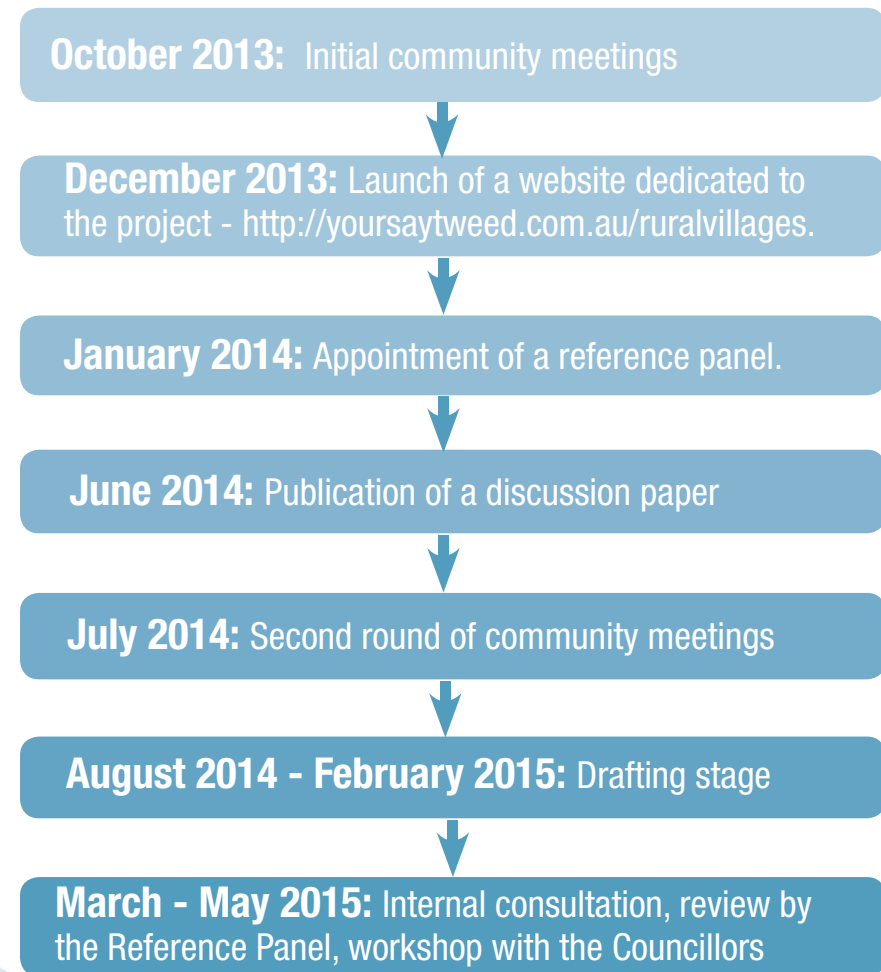 October 2013: Initial community meetings
December 2013: Launch of a website dedicated to
the project - http://yoursaytweed.com.au/ruralvillages.
January 2014: Appointment of a reference panel.
June 2014: Publication of a discussion paper
July 2014: Second round of community meetings
August 2014 - February 2015: Drafting stage
March - May 2015: Internal consultation, review by
the Reference Panel, workshop with the Councillors